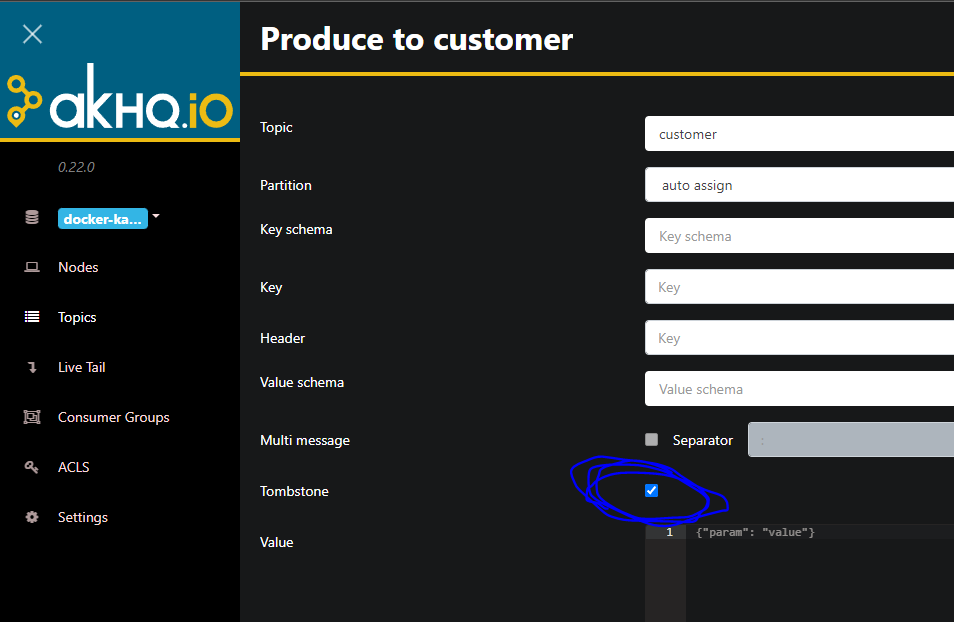 Produce to customer
akHQ.io
0.22.0
docker-ka...
Nodes
Topics
Live Tail
Consumer Groups
ACLS
Settings
Topic
customer
Partition
auto assign
Key schema
Key schema
Key
Key
Header
Key
Value schema
Value schema
Multi message
Separator
:
Tombstone
Value
1 {"param": "value"}